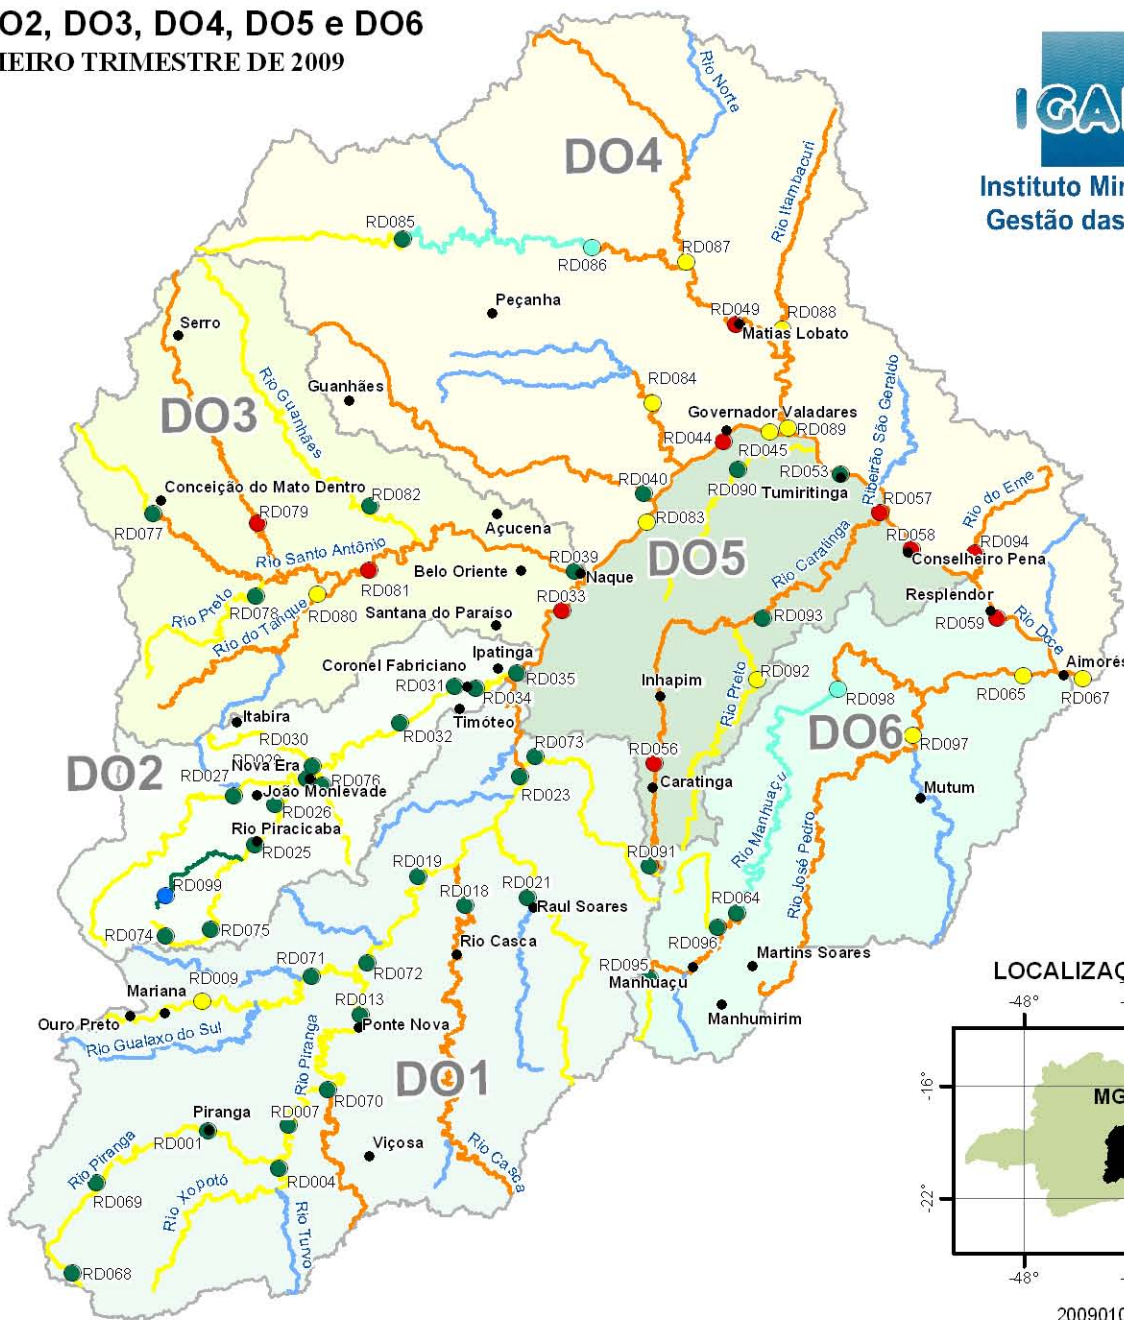 O2, DO3, DO4, DO5 e DO6
MEIRO TRIMESTRE DE 2009
IGA
Instituto
Gestão das
Rio Norte
DO4
Rio Itambacuri
RD085
RD086
RD087
Peçanha
RD049
RD088
Matias Lobato
Serro
Rio Guanhães
Guanhães
DO3
RD084
Ribeirão São Geraldo
Governador Valadares
RD044
RD089
RD045
RD053
RD090
Tumiritinga
RD040
Conceição do Mato Dentro
RD082
RD077
RD079
Açucena
RD083
RD057
Rio do Eme
Rio Santo Antônio
RD039
DO5
Rio Caratinga
RD058
RD094
Belo Oriente
Naque
Conselheiro Pena
RD081
RD033
Rio Preto
RD078
RD080
Rio do Tanque
Santana do Paraíso
RD093
Resplendor
RD059
Rio Doce
Ipatinga
Coronel Fabriciano
RD035
RD031
RD034
Inhapim
Rio Preto
RD092
Aimorés
RD065
RD067
RD098
Timóteo
Itabira
RD032
RD030
DO6
RD097
RD073
RD056
DO2
Nova Era
RD027
RD076
João Monlevade
RD023
Caratinga
Mutum
RD026
Rio Piracicaba
RD025
Rio Manhuaçu
Rio José Pedro
RD019
RD091
RD099
RD018
RD021
Raul Soares
RD064
RD074
RD075
RD096
Rio Casca
Martins Soares
RD071
RD072
RD095
Manhuaçu
RD009
Mariana
Ouro Preto
RD013
Ponte Nova
Manhumirim
Rio Gualaxo do Sul
Rio Piranga
DO1
RD070
Piranga
RD007
RD001
Viçosa
Rio Casca
Rio Piranga
RD069
Rio Xopotó
RD004
Rio Turvo
RD068
LOCALIZAÇ
-48°
-16°
MG
-22°
-48°
200901